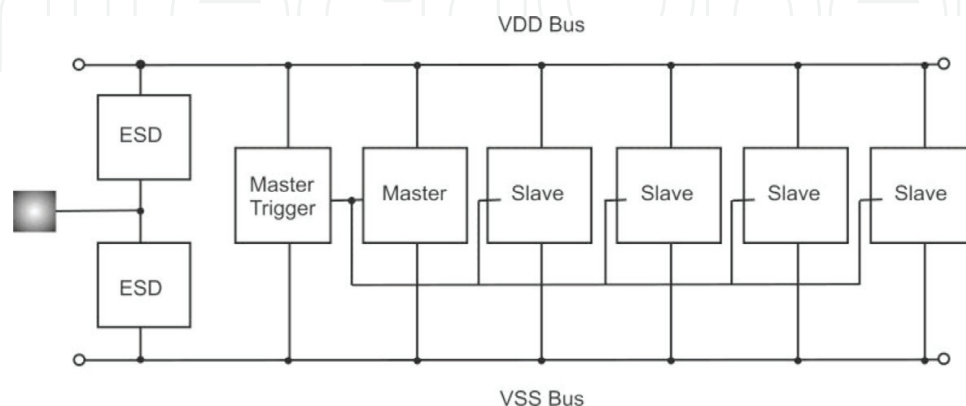 VDD Bus
ESD
Master
Trigger
Master
Slave
Slave
Slave
Slave
ESD
VSS Bus